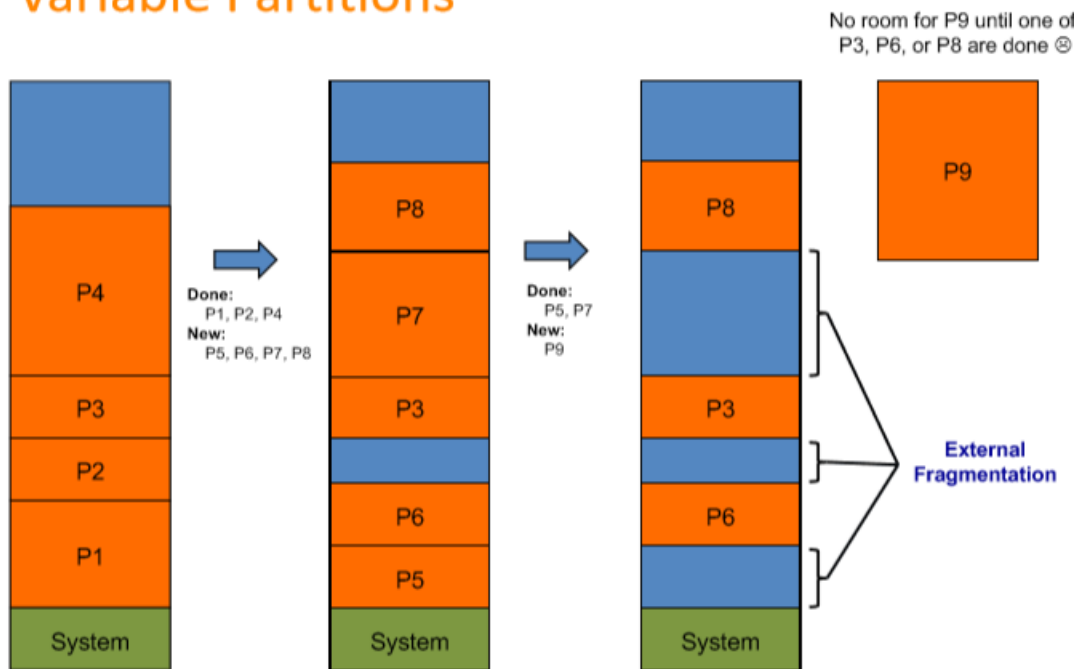 Variable Partitions
No room for P9 until one of
P3, P6, or P8 are done ☹
P4
P3
P2
P1
System
Done:
P1, P2, P4
New:
P5, P6, P7, P8
P8
P7
P3
P6
P5
System
Done:
P5, P7
New:
P9
P8
P3
P6
System
P9
External
Fragmentation